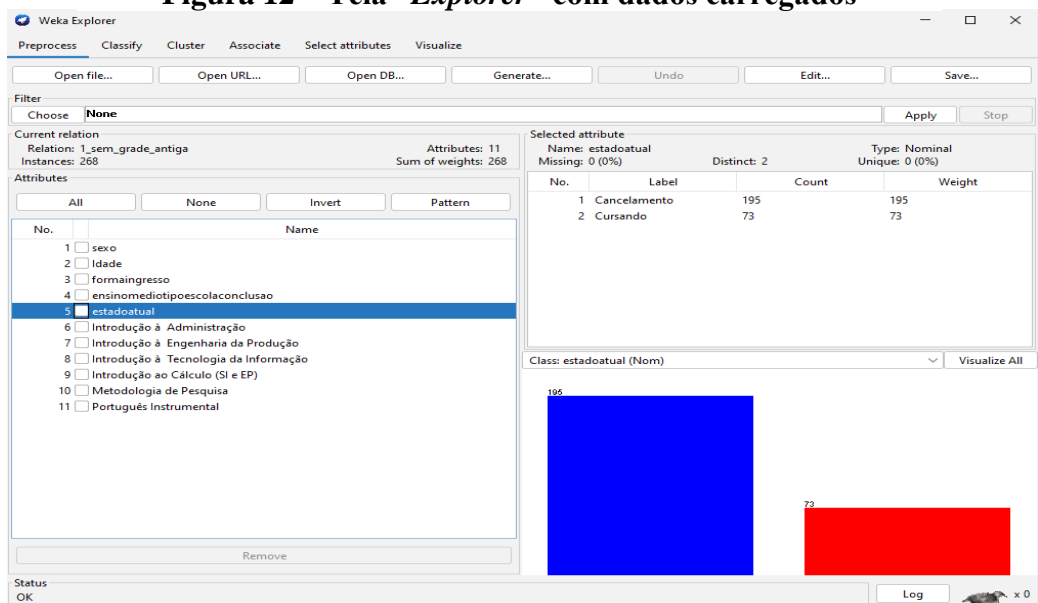 Figura 12 – Tela "Explorer" com dados carregados
Weka Explorer
Preprocess Classify Cluster Associate Select attributes Visualize
Open file... Open URL... Open DB... Generate... Undo Edit... Save...
Filter
Choose None Apply Stop
Current relation
Relation: 1_sem_grade_antiga Attributes: 11
Instances: 268 Sum of weights: 268
Attributes
All None Invert Pattern
No. Name
1 sexo
2 Idade
3 formaingresso
4 ensinomediotipoescolaconclusao
5 estadoatual
6 Introdução à Administração
7 Introdução à Engenharia da Produção
8 Introdução à Tecnologia da Informação
9 Introdução ao Cálculo (SI e EP)
10 Metodologia de Pesquisa
11 Português Instrumental
Remove
Selected attribute
Name: estadoatual Type: Nominal
Missing: 0 (0%) Distinct: 2 Unique: 0 (0%)
No. Label Count Weight
1 Cancelamento 195 195
2 Cursando 73 73
Class: estadoatual (Nom) Visualize All
195
73
Status
OK
Log x 0